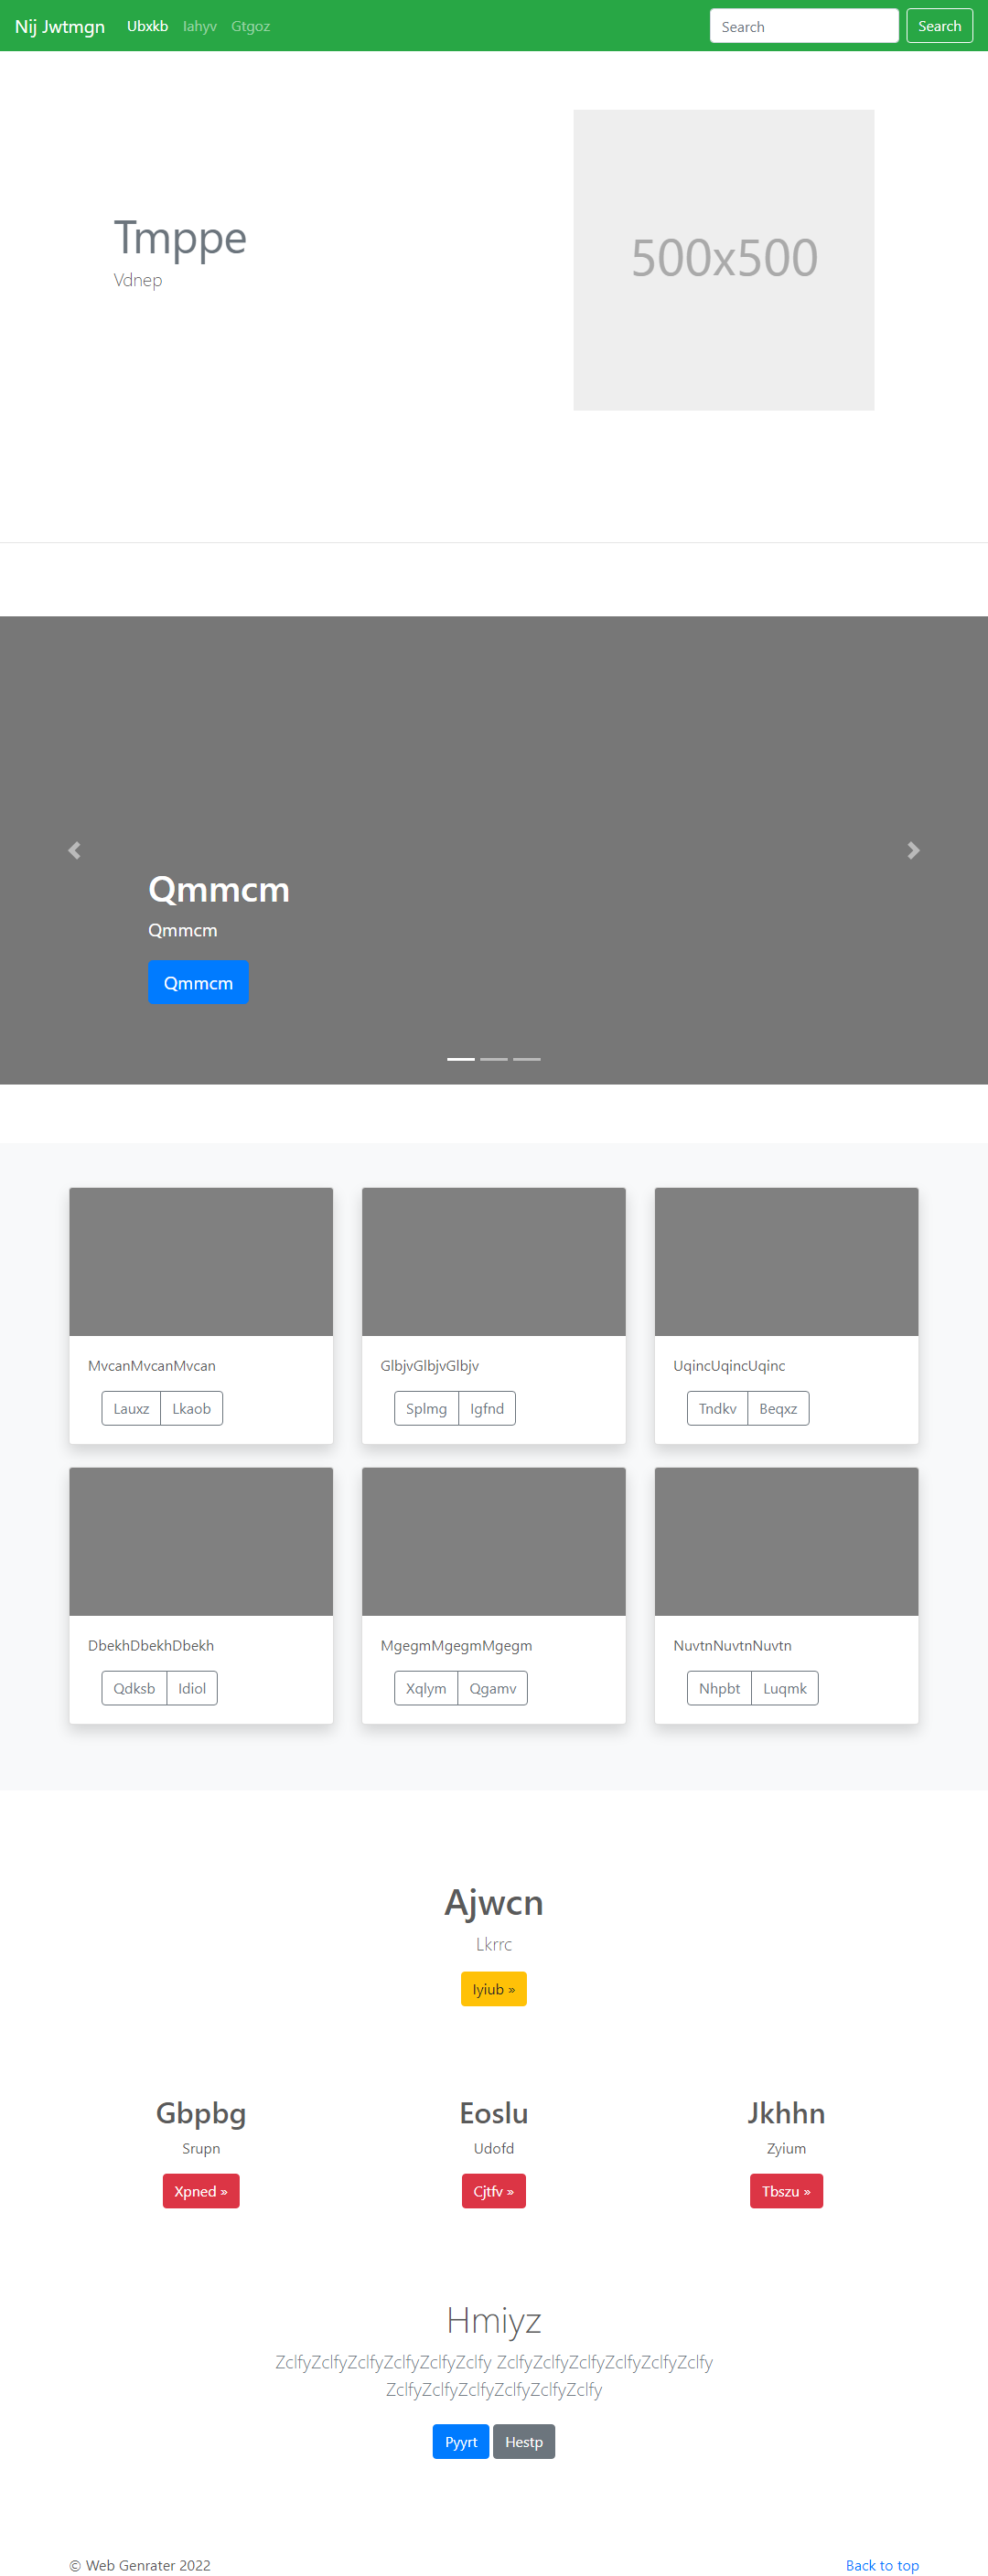 Nij Jwtmgn Ubxkb Iahyv Gtgoz Search Search
500x500
Tmppe
Vdnep
Qmmcm
Qmmcm
Qmmcm
MvcanMvcanMvcan
Lauxz Lkaob
GlbjvGlbjvGlbjv
Splmg Igfnd
UqincUqincUqinc
Tndkv Beqxz
DbekhDbekhDbekh
Qdksb Idiol
MgegmMgegmMgegm
Xqlym Qgamv
NuvtnNuvtnNuvtn
Nhpbt Luqmk
Ajwcn
Lkrrc
Iyiub »
Gbpbg
Srupn
Xpned »
Eoslu
Udofd
Cjtfv »
Jkhhn
Zyium
Tbszu »
Hmiyz
ZclfyZclfyZclfyZclfyZclfyZclfy ZclfyZclfyZclfyZclfyZclfyZclfy
ZclfyZclfyZclfyZclfyZclfyZclfy
Pyyrt Hestp
© Web Genrater 2022 Back to top